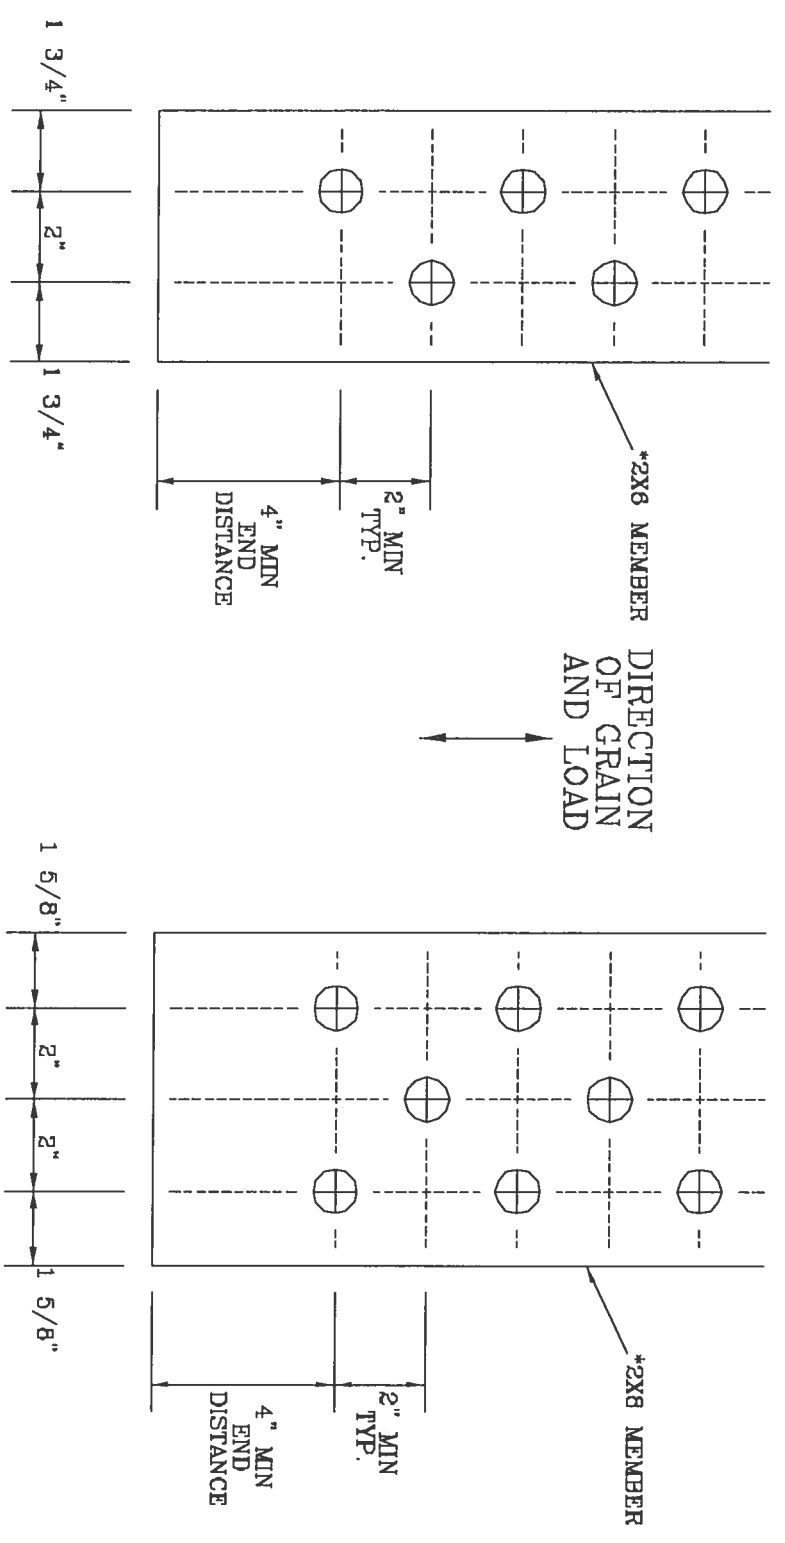 *2X6 MEMBER
2" MIN
TYP.
4" MIN
END
DISTANCE
1 3/4"
2"
1 3/4"
DIRECTION
OF GRAIN
AND LOAD
*2X8 MEMBER
2" MIN
TYP.
4" MIN
END
DISTANCE
1 5/8"
2"
2"
1 5/8"